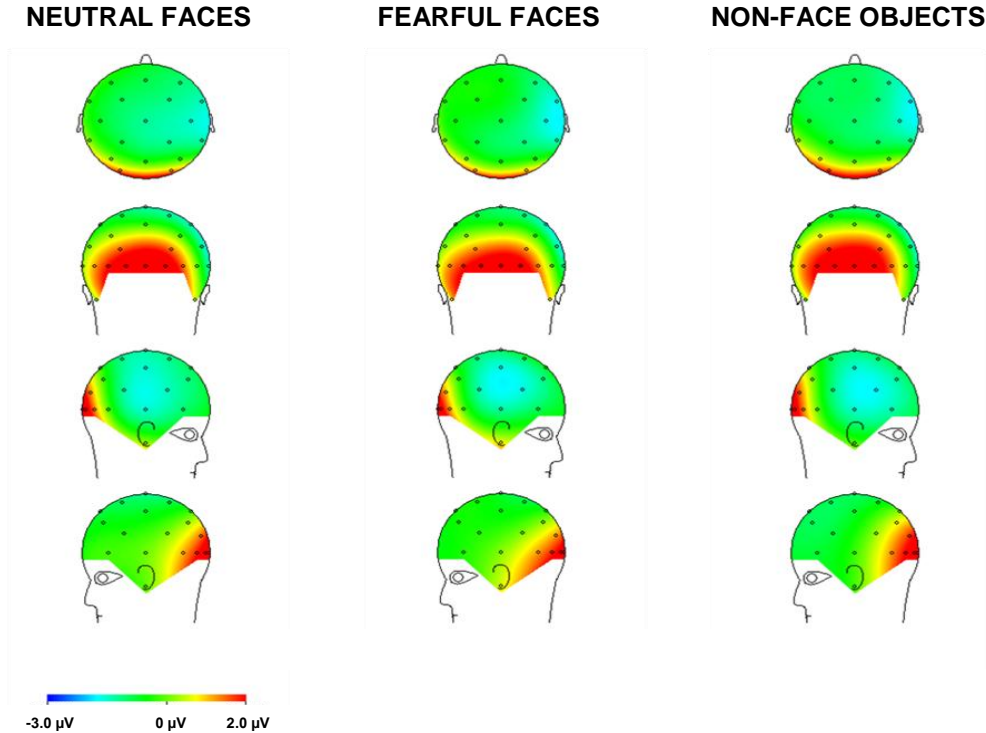 NEUTRAL FACES
FEARFUL FACES
NON-FACE OBJECTS
-3.0 µV 0 µV 2.0 µV